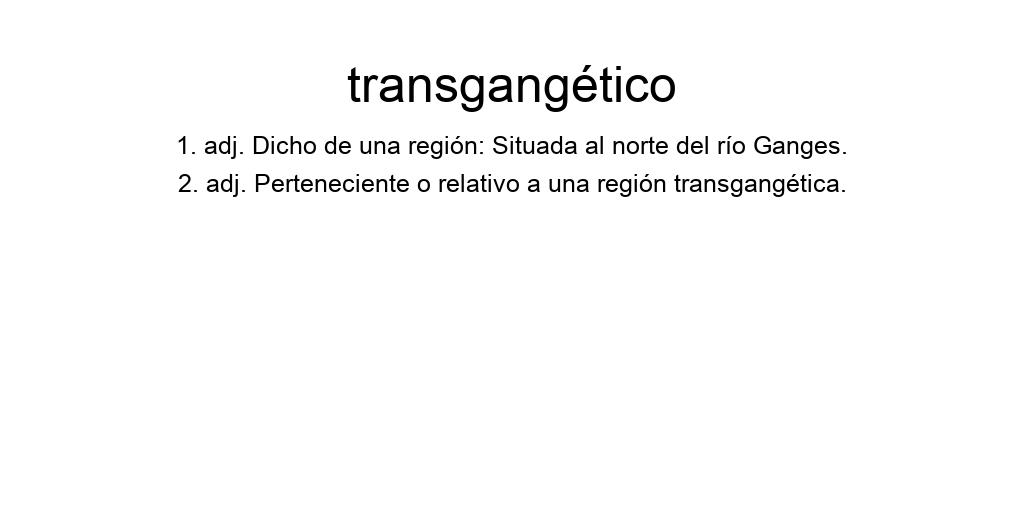 transgangético
1. adj. Dicho de una región: Situada al norte del río Ganges.
2. adj. Perteneciente o relativo a una región transgangética.